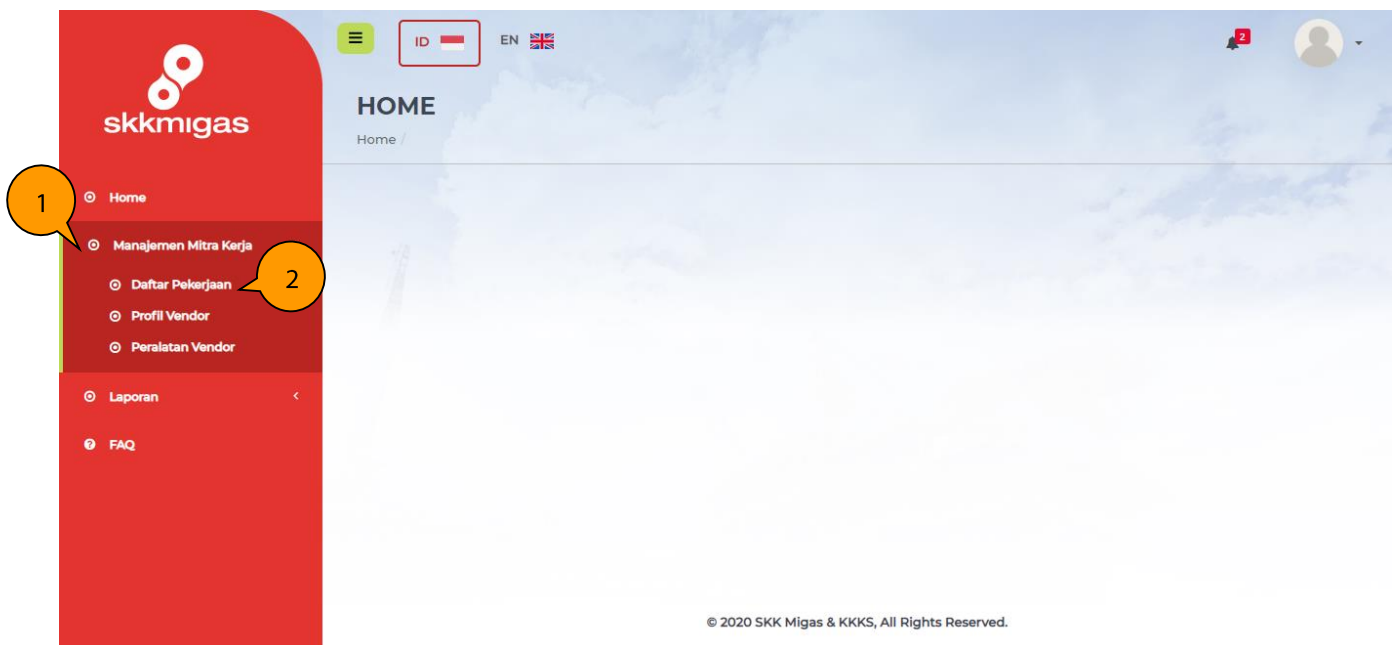 skkmigas
ID
EN
2
HOME
Home /
1
Home
Manajemen Mitra Kerja
Daftar Pekerjaan
2
Profil Vendor
Peralatan Vendor
Laporan
FAQ
© 2020 SKK Migas & KKKS, All Rights Reserved.